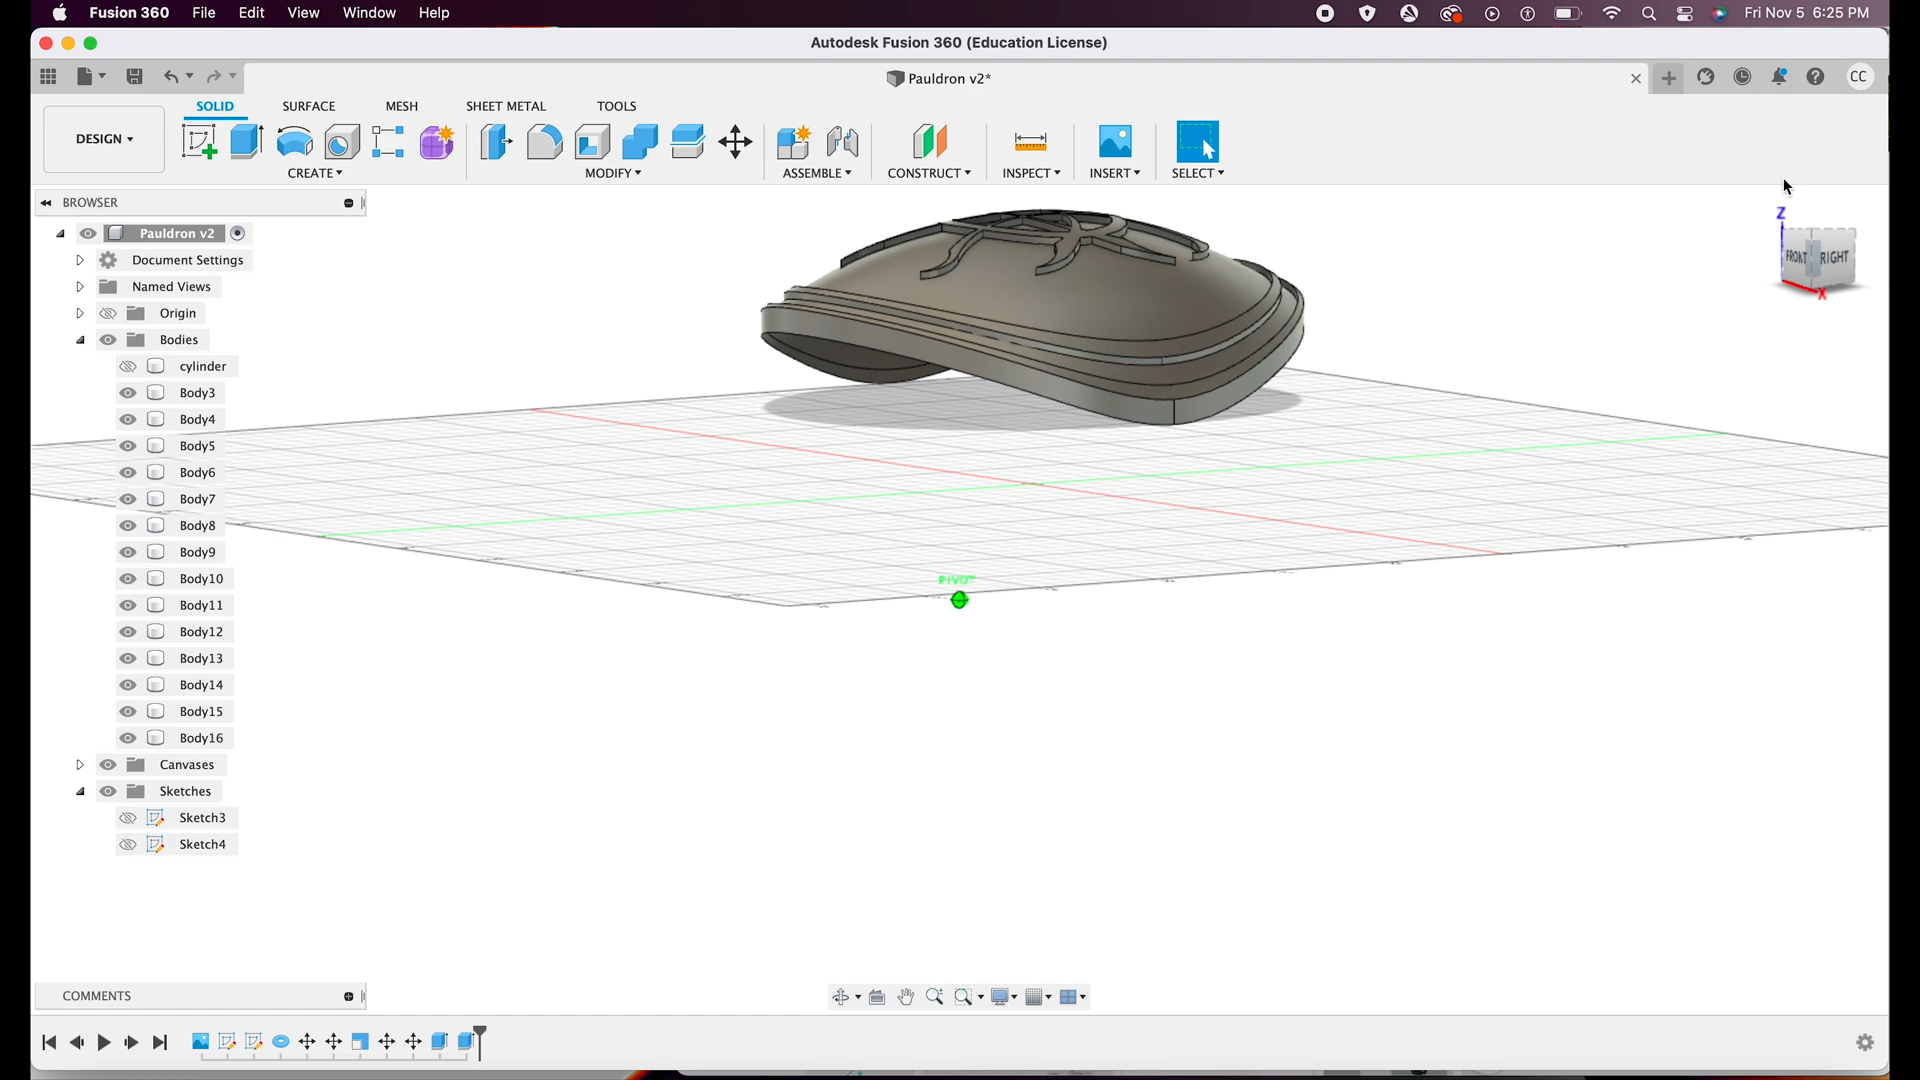 Fusion 360 File Edit View Window Help Fri Nov 5 6:25 PM
Autodesk Fusion 360 (Education License)
Pauldron v2* CC
SOLID SURFACE MESH SHEET METAL TOOLS
DESIGN
CREATE MODIFY ASSEMBLE CONSTRUCT INSPECT INSERT SELECT
BROWSER
Pauldron v2
Document Settings
Named Views
Origin
Bodies
cylinder
Body3
Body4
Body5
Body6
Body7
Body8
Body9
Body10
Body11
Body12
Body13
Body14
Body15
Body16
Canvases
Sketches
Sketch3
Sketch4
Z
FRONT RIGHT
X
PIVOT
COMMENTS